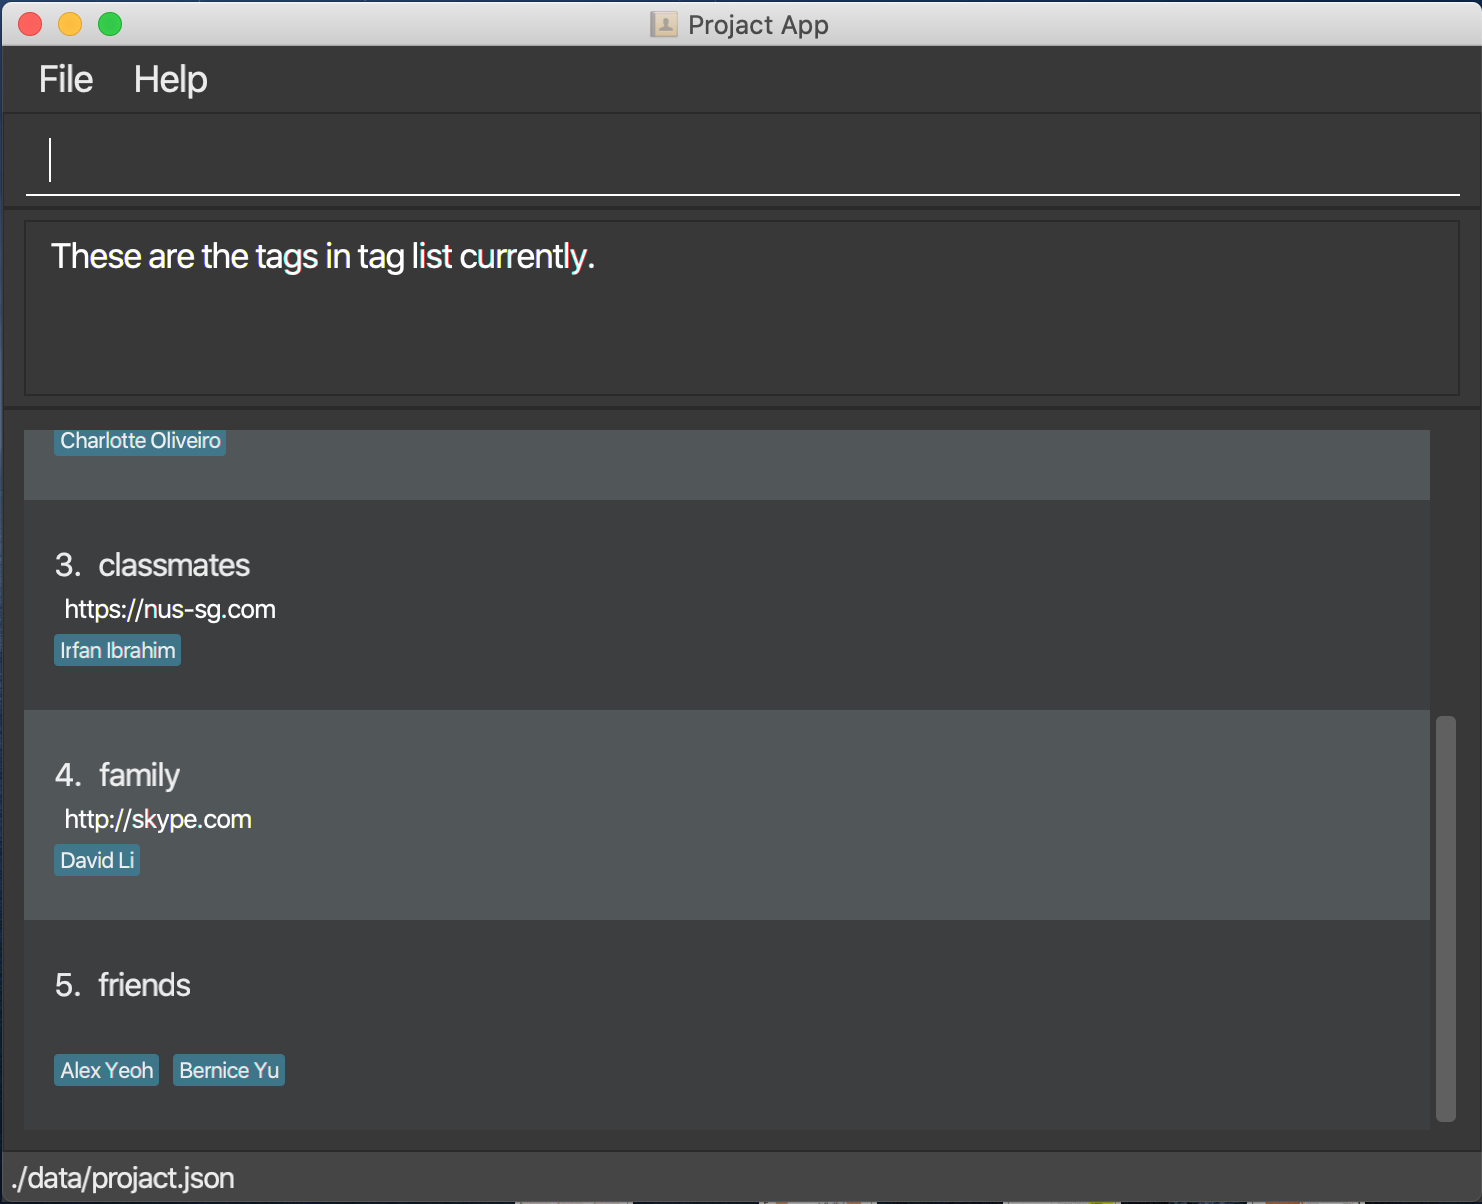 Projact App
File Help
These are the tags in tag list currently.
Charlotte Oliveiro
3. classmates
https://nus-sg.com
Irfan Ibrahim
4. family
http://skype.com
David Li
5. friends
Alex Yeoh Bernice Yu
./data/projact.json